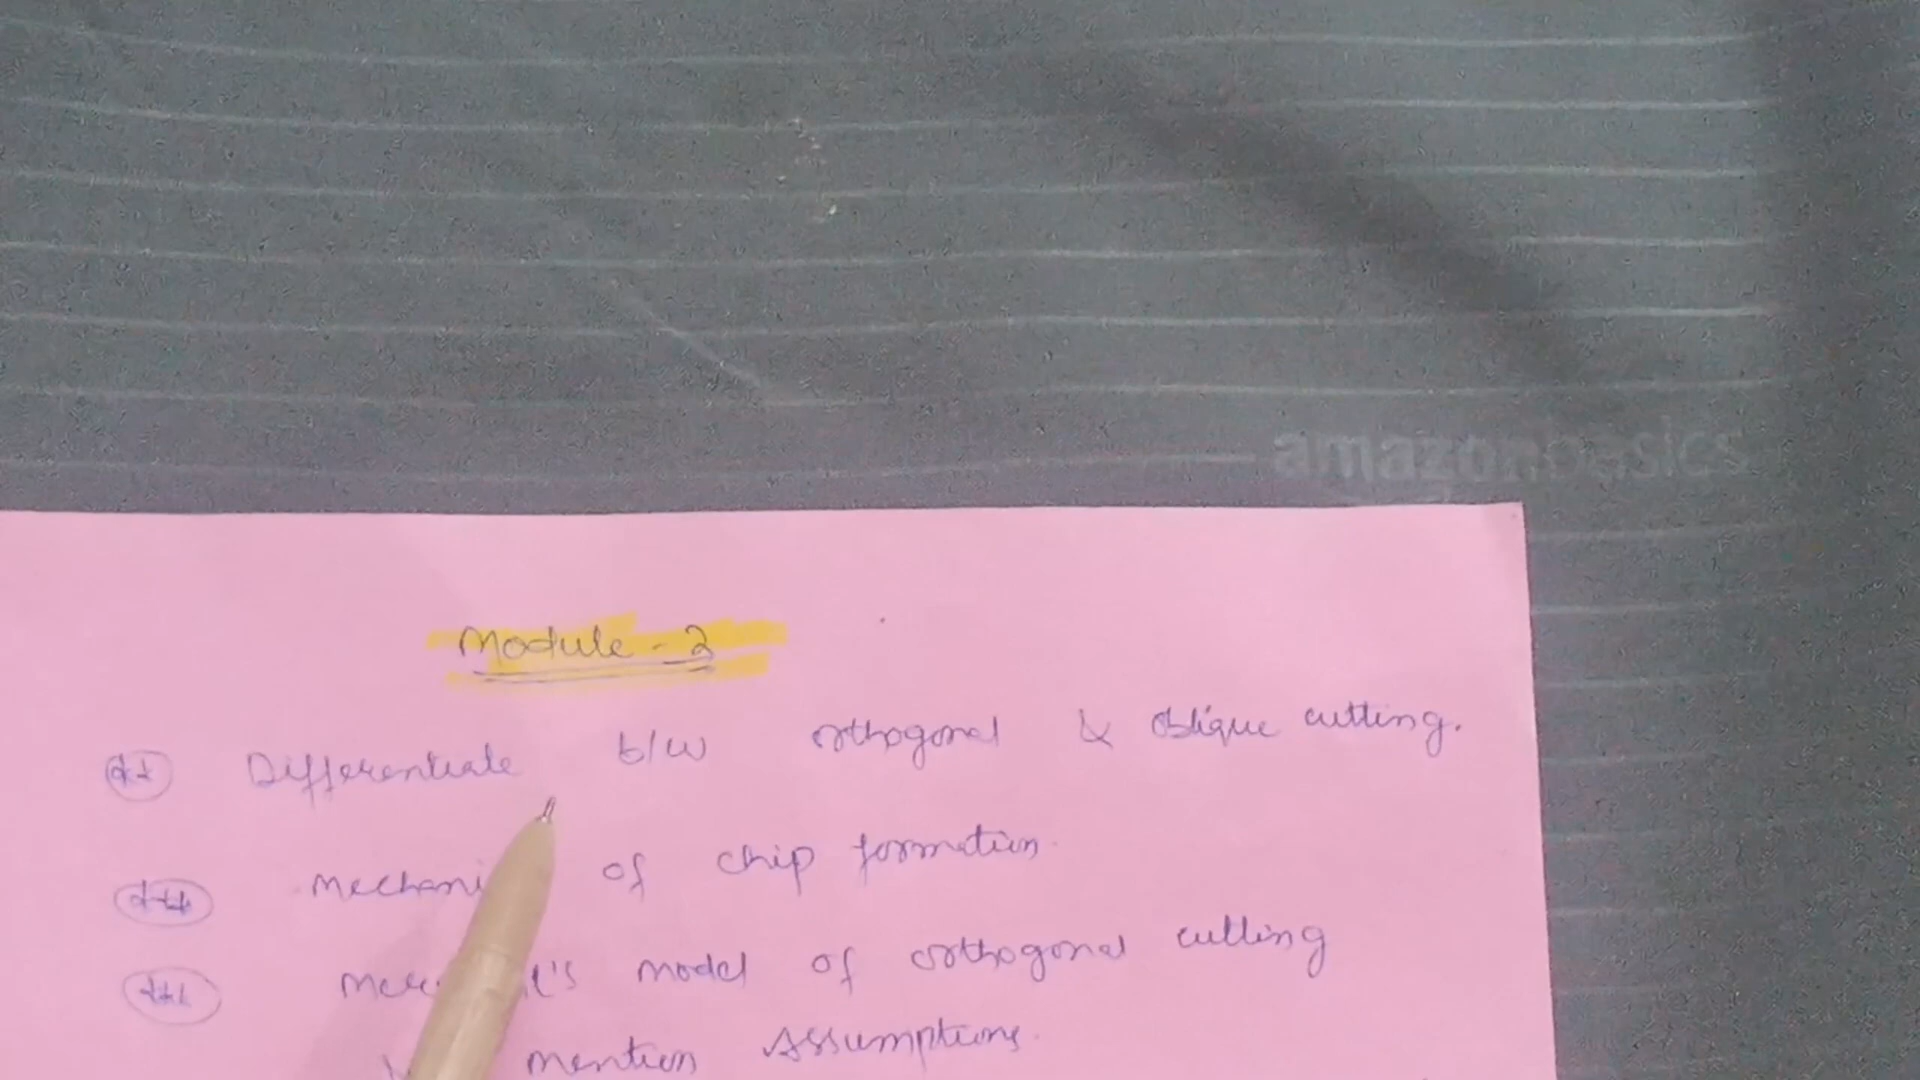 amazonbasics
Module - 2
Differentiate b/w orthogonal & oblique cutting.
of chip formation.
model of orthogonal cutting
mention Assumptions.